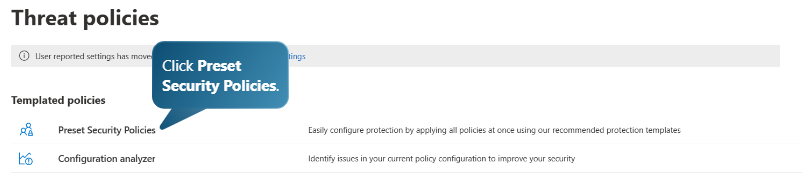 Threat policies
User reported settings has move
tings
Click Preset
Security Policies.
Templated policies
Preset Security Policies Easily configure protection by applying all policies at once using our recommended protection templates
Configuration analyzer Identify issues in your current policy configuration to improve your security